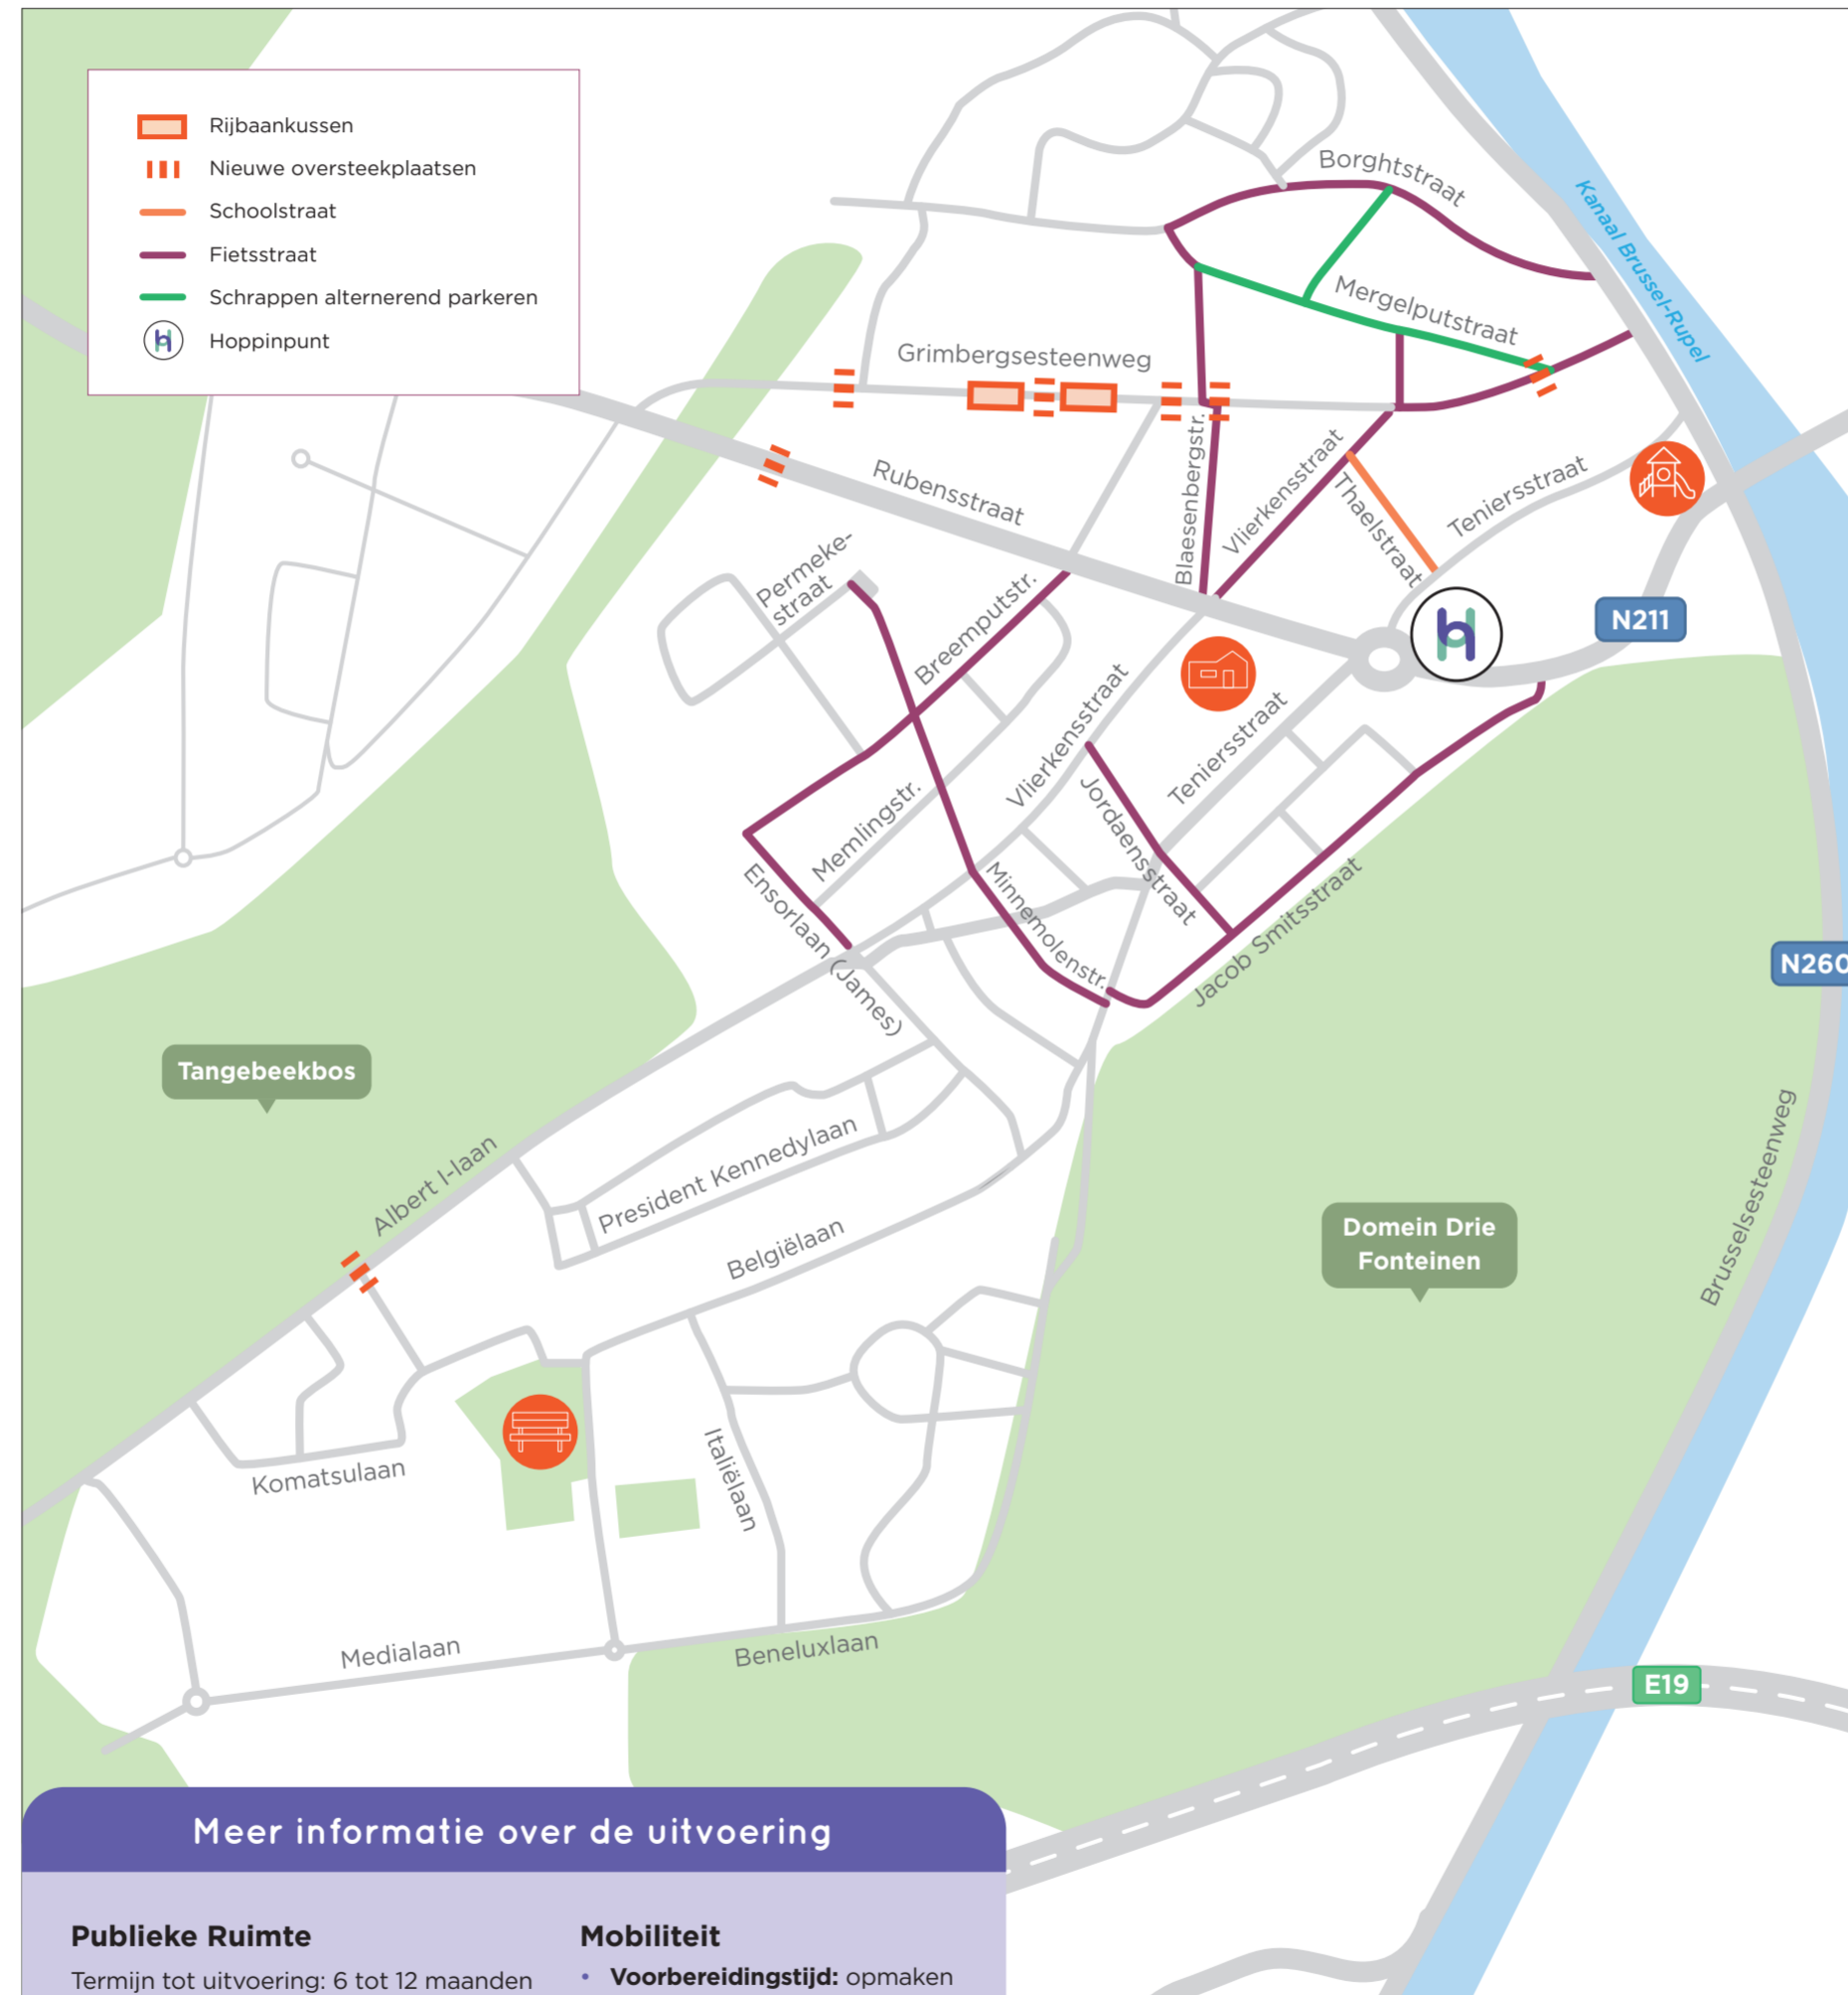 Rijbaankussen
Nieuwe oversteekplaatsen
Schoolstraat
Fietsstraat
Schrappen alternerend parkeren
Hoppinpunt
Borghtstraat
Kanaal Brussel-Rupel
Mergelputstraat
Grimbergsesteenweg
Rubensstraat
Blaesenbergstr.
Vlierkensstraat
Thaelstraat
Teniersstraat
Permeke-
straat
Breemputstr.
N211
Vlierkensstraat
Teniersstraat
Memlingstr.
Jordaensstraat
Ensorlaan (James)
Minnemolenstr.
Jacob Smitsstraat
N260
Tangebeekbos
Albert I-laan
President Kennedylaan
Belgiëlaan
Domein Drie
Fonteinen
Brusselsesteenweg
Komatsulaan
Italiëlaan
Medialaan
Beneluxlaan
E19
Meer informatie over de uitvoering
Publieke Ruimte
Termijn tot uitvoering: 6 tot 12 maanden
Mobiliteit
• Voorbereidingstijd: opmaken